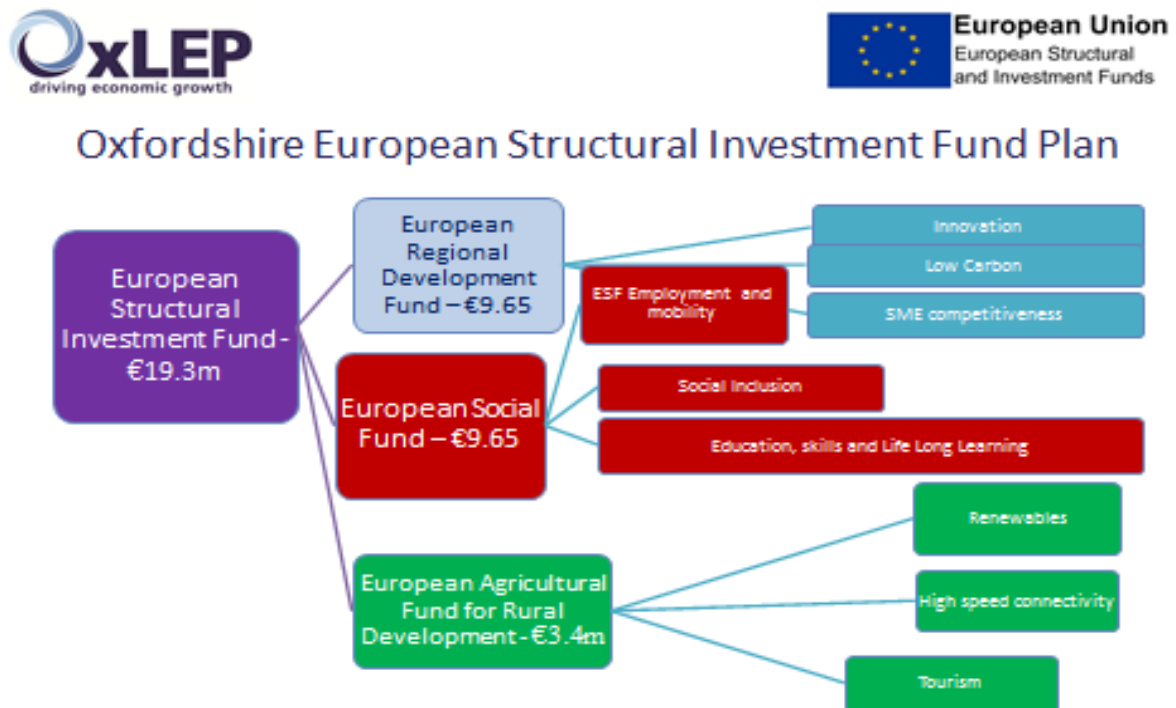 OxLEP
driving economic growth
European Union
European Structural
and Investment Funds
Oxfordshire European Structural Investment Fund Plan
European
Structural
Investment Fund -
€19.3m
European
Regional
Development
Fund – €9.65
Innovation
Low Carbon
ESF Employment and
mobility
SME competitiveness
European Social
Fund – €9.65
Social Inclusion
Education, skills and Life Long Learning
European Agricultural
Fund for Rural
Development - €3.4m
Renewables
High speed connectivity
Tourism